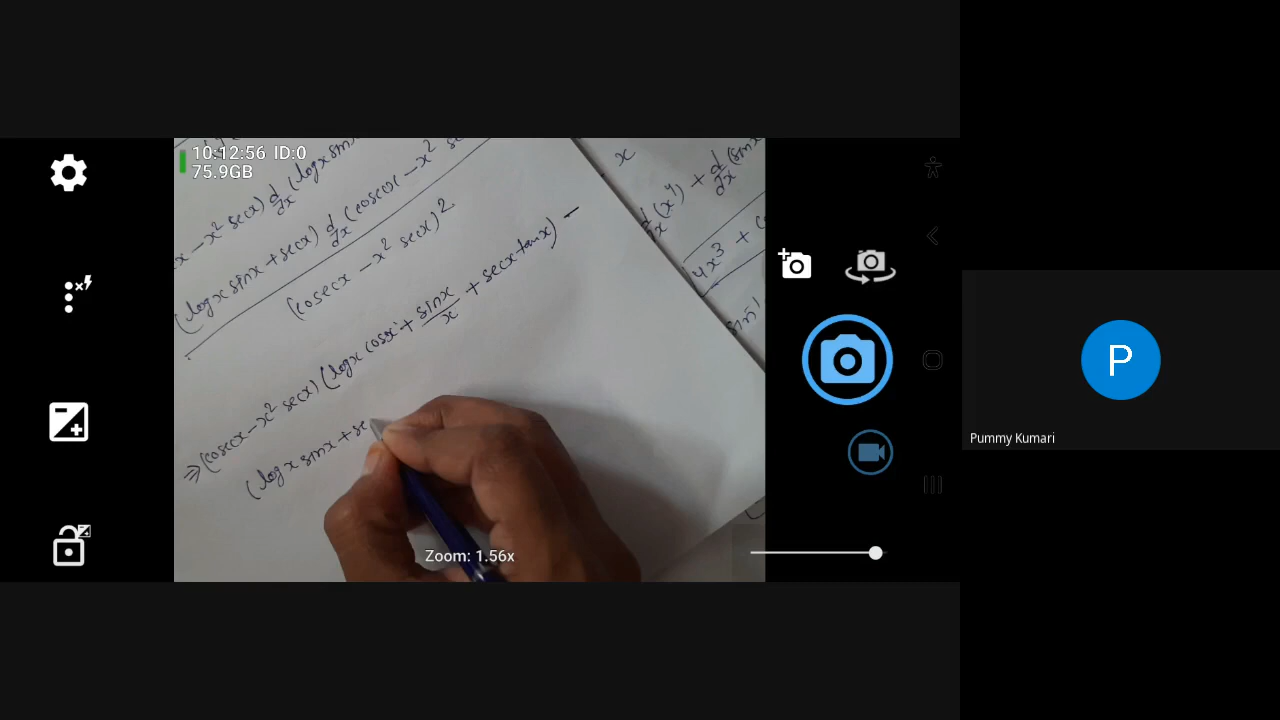 10:12:56 ID:0
75.9GB
x - x² secx) d/dx (logx sin
(logx sinx + secx) d/dx (cosecx - x² se
(cosecx - x² secx)²
⇒ (cosecx - x² secx) (logx cosx + sinx/x + secx tanx) -
(logx sinx + se
x
d/dx (x⁴) + d/dx (sinx
4x³ + c
Zoom: 1.56x
P
Pummy Kumari